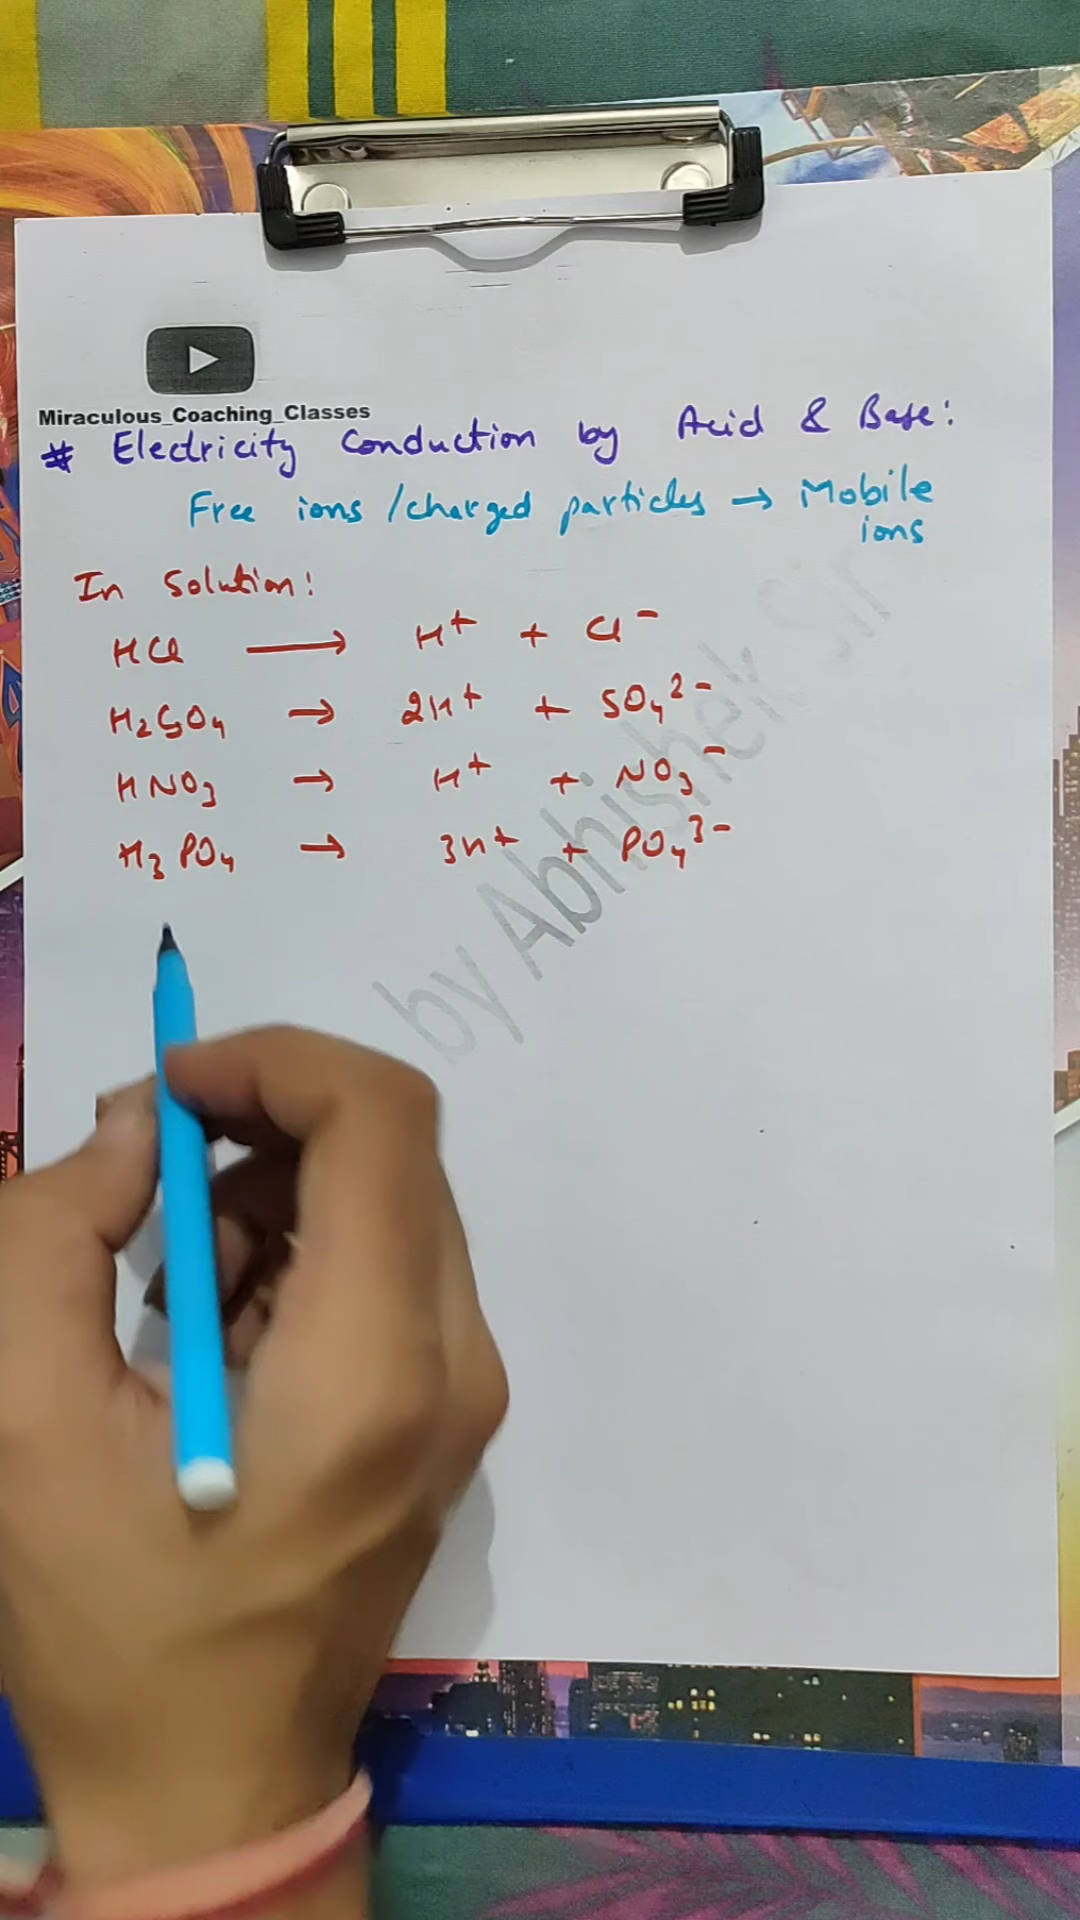 Miraculous_Coaching_Classes
# Electricity Conduction by Acid & Base:
Free ions / charged particles → Mobile
ions
In Solution:
HCl ⟶ H⁺ + Cl⁻
H₂SO₄ → 2H⁺ + SO₄²⁻
HNO₃ → H⁺ + NO₃⁻
H₃PO₄ → 3H⁺ + PO₄³⁻
by Abhishek Sir